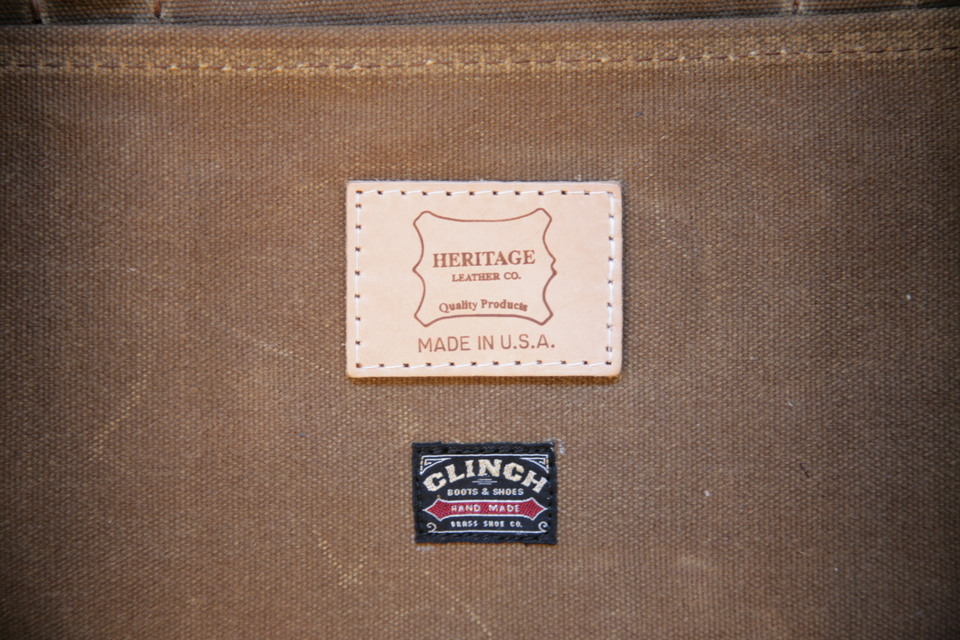 HERITAGE
LEATHER CO.
Quality Products
MADE IN U.S.A.
CLINCH
BOOTS & SHOES
HAND MADE
BRASS SHOE CO.